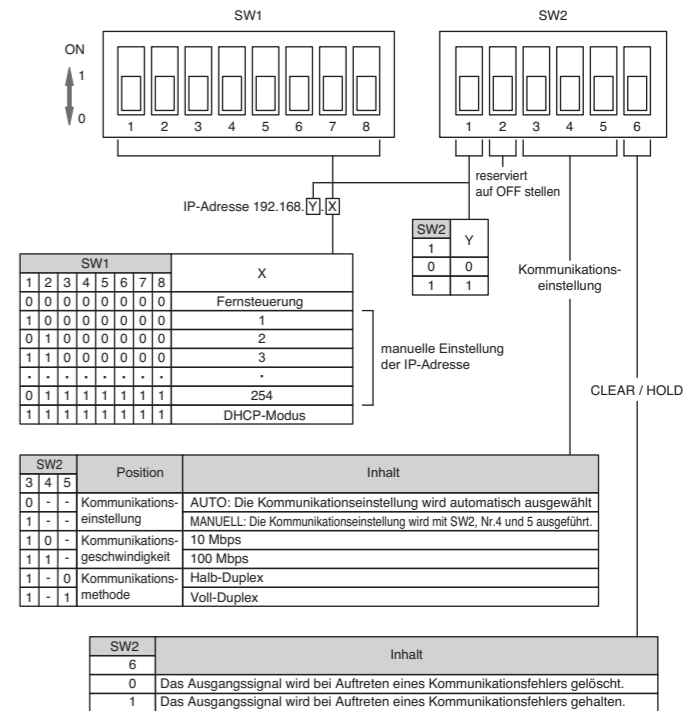 SW1
SW2
ON
1
0
1 2 3 4 5 6 7 8
1 2 3 4 5 6
reserviert
auf OFF stellen
IP-Adresse 192.168.Y.X
SW2 Y
1
0 0
1 1
Kommunikations-
einstellung
SW1 X
1 2 3 4 5 6 7 8
0 0 0 0 0 0 0 0 Fernsteuerung
1 0 0 0 0 0 0 0 1
0 1 0 0 0 0 0 0 2
1 1 0 0 0 0 0 0 3
. . . . . . . . .
0 1 1 1 1 1 1 1 254
1 1 1 1 1 1 1 1 DHCP-Modus
manuelle Einstellung
der IP-Adresse
CLEAR / HOLD
SW2 Position Inhalt
3 4 5
0 - - Kommunikations- AUTO: Die Kommunikationseinstellung wird automatisch ausgewählt
1 - - einstellung MANUELL: Die Kommunikationseinstellung wird mit SW2, Nr.4 und 5 ausgeführt.
1 0 - Kommunikations- 10 Mbps
1 1 - geschwindigkeit 100 Mbps
1 - 0 Kommunikations- Halb-Duplex
1 - 1 methode Voll-Duplex
SW2 Inhalt
6
0 Das Ausgangssignal wird bei Auftreten eines Kommunikationsfehlers gelöscht.
1 Das Ausgangssignal wird bei Auftreten eines Kommunikationsfehlers gehalten.